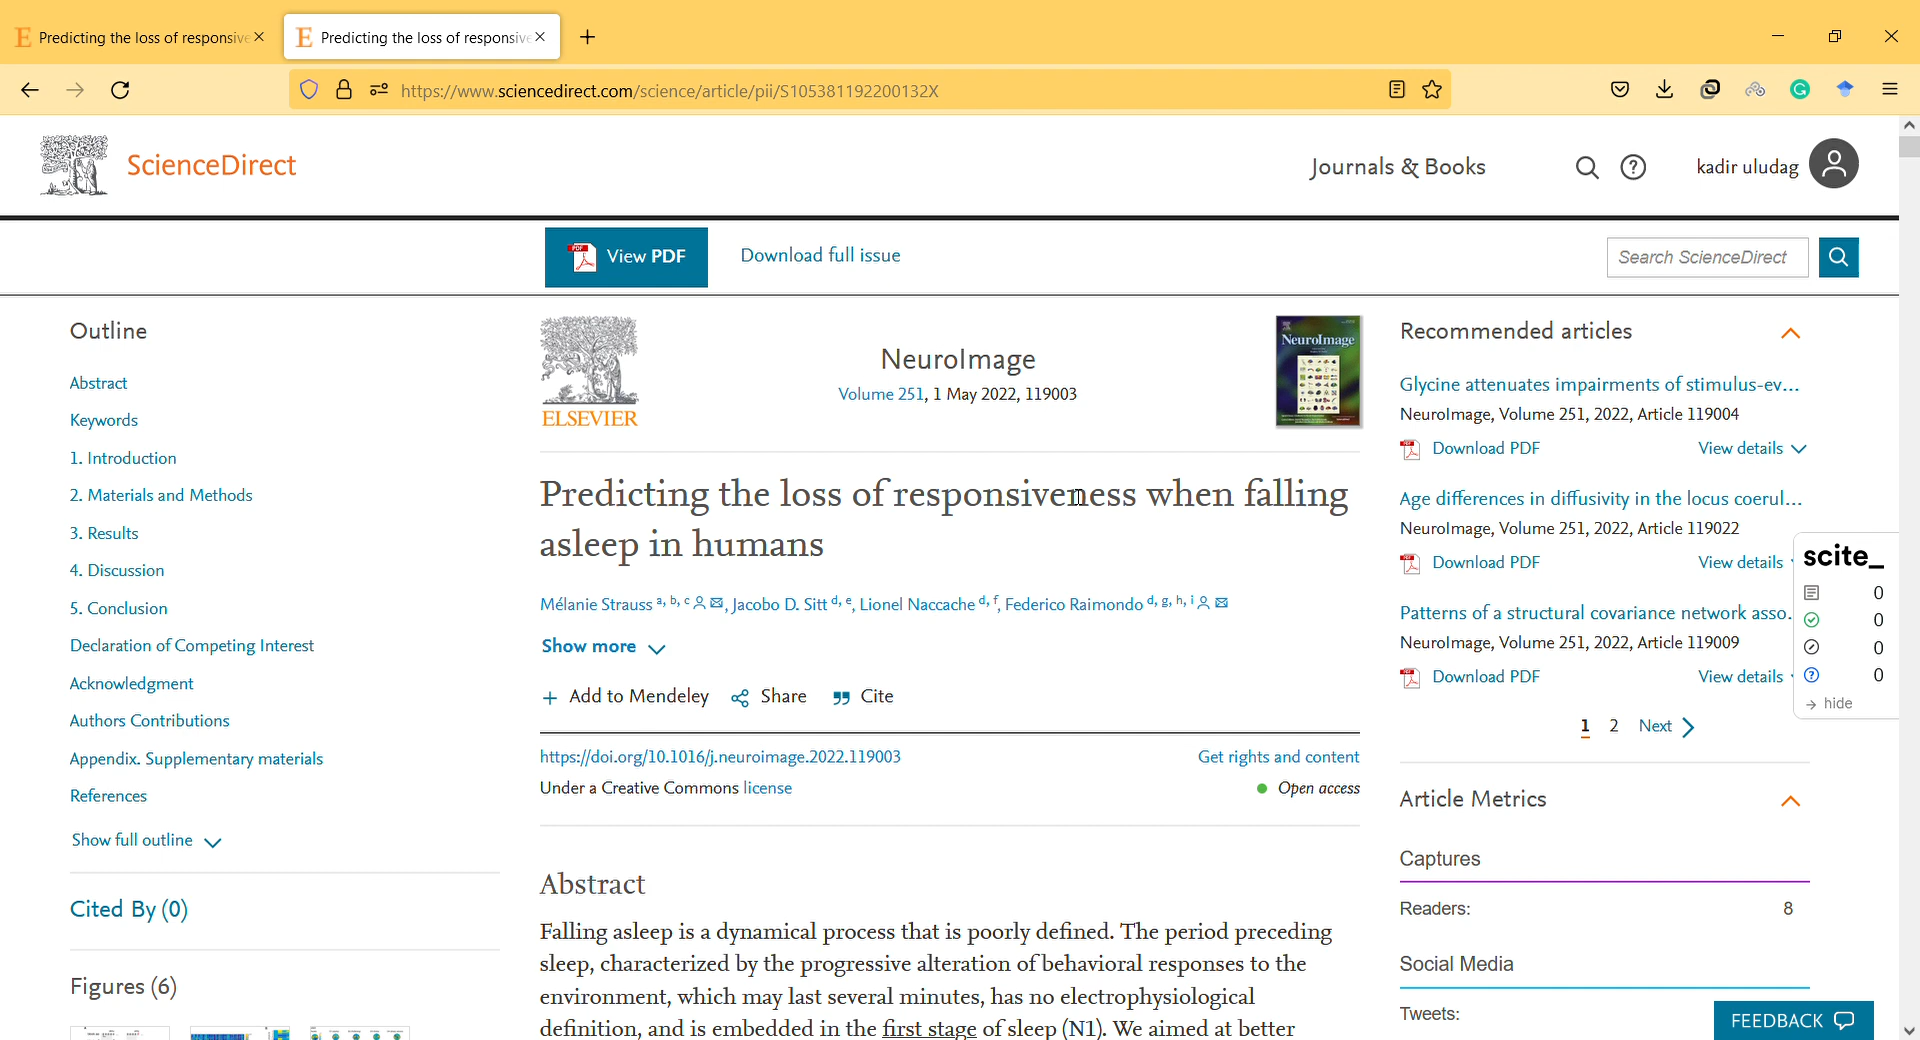 Predicting the loss of responsive
Predicting the loss of responsive
https://www.sciencedirect.com/science/article/pii/S105381192200132X
ScienceDirect
Journals & Books
kadir uludag
View PDF
Download full issue
Search ScienceDirect
Outline
Abstract
Keywords
1. Introduction
2. Materials and Methods
3. Results
4. Discussion
5. Conclusion
Declaration of Competing Interest
Acknowledgment
Authors Contributions
Appendix. Supplementary materials
References
Show full outline
Cited By (0)
Figures (6)
ELSEVIER
NeuroImage
Volume 251, 1 May 2022, 119003
NeuroImage
Predicting the loss of responsiveness when falling
asleep in humans
Mélanie Strauss a, b, c, Jacobo D. Sitt d, e, Lionel Naccache d, f, Federico Raimondo d, g, h, i
Show more
Add to Mendeley
Share
Cite
https://doi.org/10.1016/j.neuroimage.2022.119003
Get rights and content
Under a Creative Commons license
Open access
Abstract
Falling asleep is a dynamical process that is poorly defined. The period preceding
sleep, characterized by the progressive alteration of behavioral responses to the
environment, which may last several minutes, has no electrophysiological
definition, and is embedded in the first stage of sleep (N1). We aimed at better
Recommended articles
Glycine attenuates impairments of stimulus-ev...
NeuroImage, Volume 251, 2022, Article 119004
Download PDF
View details
Age differences in diffusivity in the locus coerul...
NeuroImage, Volume 251, 2022, Article 119022
Download PDF
View details
Patterns of a structural covariance network asso.
NeuroImage, Volume 251, 2022, Article 119009
Download PDF
View details
1 2 Next
scite_
0
0
0
0
hide
Article Metrics
Captures
Readers: 8
Social Media
Tweets:
FEEDBACK